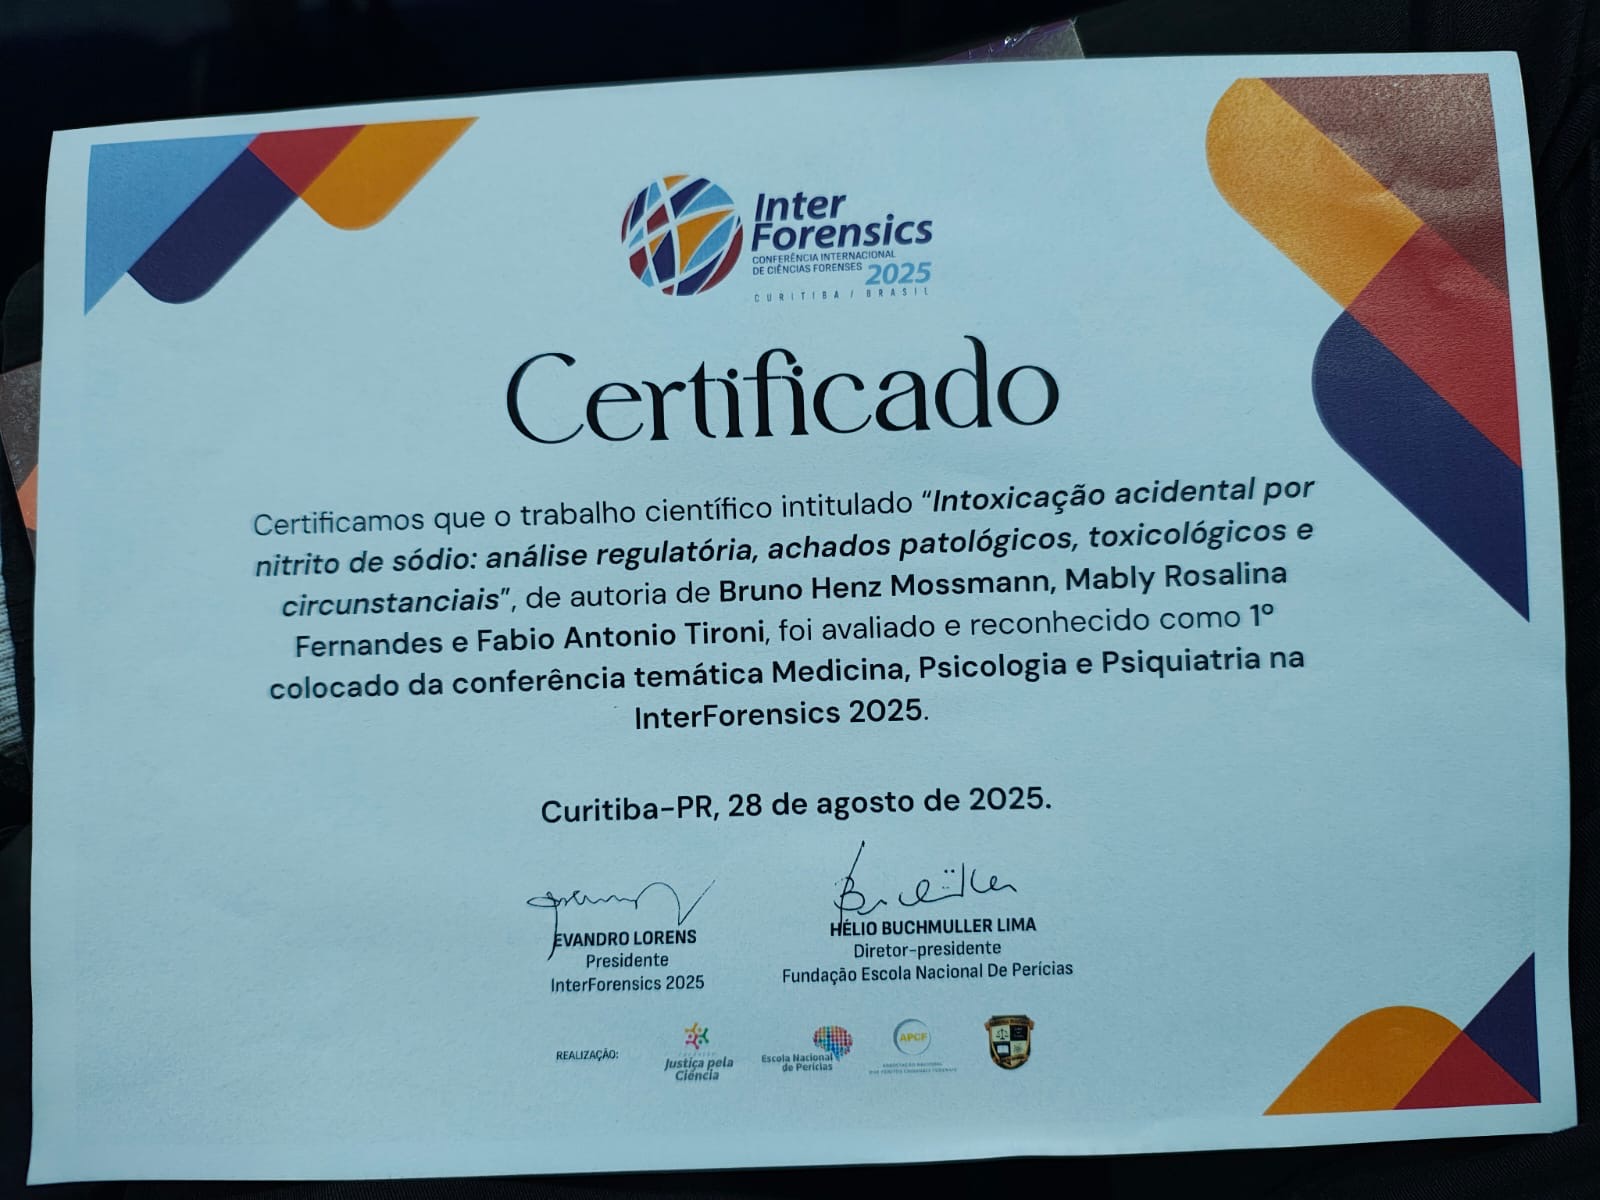 Inter
Forensics
CONFERÊNCIA INTERNACIONAL
DE CIÊNCIAS FORENSES 2025
CURITIBA / BRASIL
Certificado
Certificamos que o trabalho científico intitulado “Intoxicação acidental por
nitrito de sódio: análise regulatória, achados patológicos, toxicológicos e
circunstanciais”, de autoria de Bruno Henz Mossmann, Mably Rosalina
Fernandes e Fabio Antonio Tironi, foi avaliado e reconhecido como 1º
colocado da conferência temática Medicina, Psicologia e Psiquiatria na
InterForensics 2025.
Curitiba-PR, 28 de agosto de 2025.
EVANDRO LORENS
Presidente
InterForensics 2025
HÉLIO BUCHMULLER LIMA
Diretor-presidente
Fundação Escola Nacional De Perícias
REALIZAÇÃO:
Justiça pela
Ciência
Escola Nacional
de Perícias
APCF